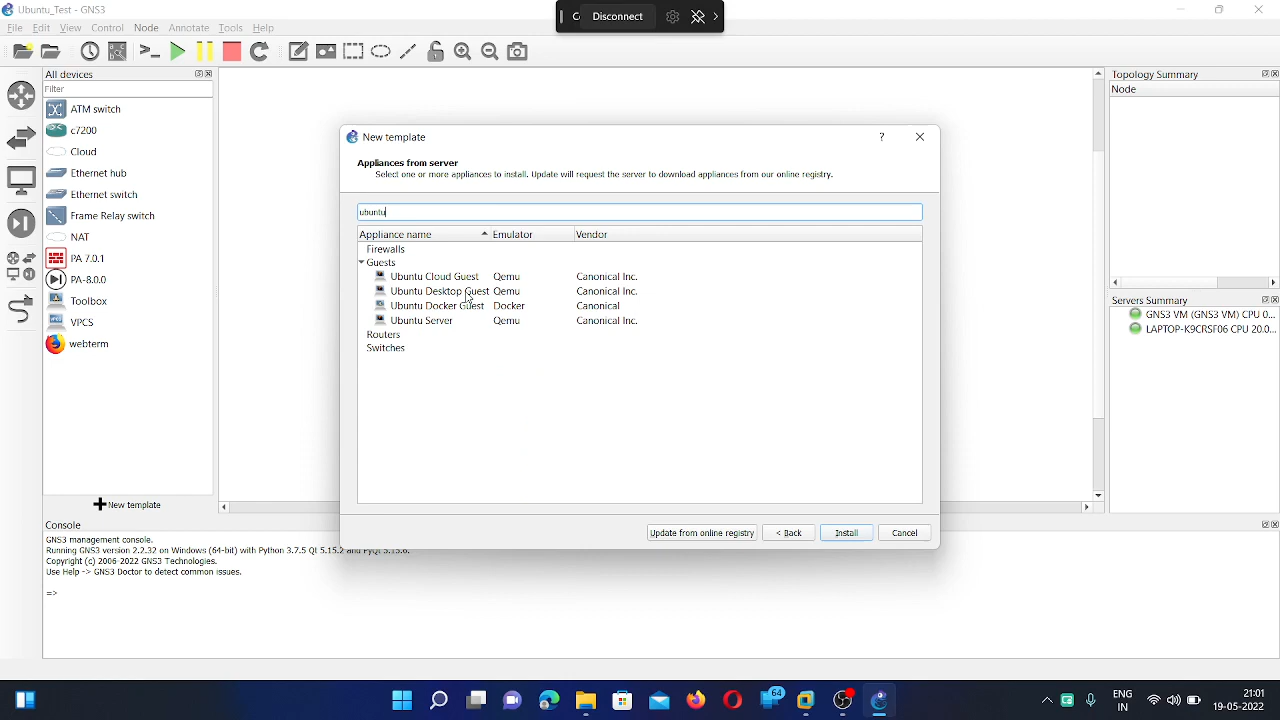 Ubuntu_Test - GNS3
Disconnect
File Edit View Control Node Annotate Tools Help
All devices
Filter
ATM switch
c7200
Cloud
Ethernet hub
Ethernet switch
Frame Relay switch
NAT
PA 7.0.1
PA-8.0.0
Toolbox
VPCS
webterm
New template
New template
Appliances from server
Select one or more appliances to install. Update will request the server to download appliances from our online registry.
ubuntu
Appliance name Emulator Vendor
Firewalls
Guests
Ubuntu Cloud Guest Qemu Canonical Inc.
Ubuntu Desktop Guest Qemu Canonical Inc.
Ubuntu Docker Guest Docker Canonical
Ubuntu Server Qemu Canonical Inc.
Routers
Switches
Update from online registry < Back Install Cancel
Topology Summary
Node
Servers Summary
GNS3 VM (GNS3 VM) CPU 0...
LAPTOP-K9CRSF06 CPU 20.0...
Console
GNS3 management console.
Running GNS3 version 2.2.32 on Windows (64-bit) with Python 3.7.5 Qt 5.15.2 and PyQt 5.15.6.
Copyright (c) 2006-2022 GNS3 Technologies.
Use Help -> GNS3 Doctor to detect common issues.
=>
64
ENG
IN
21:01
19-05-2022